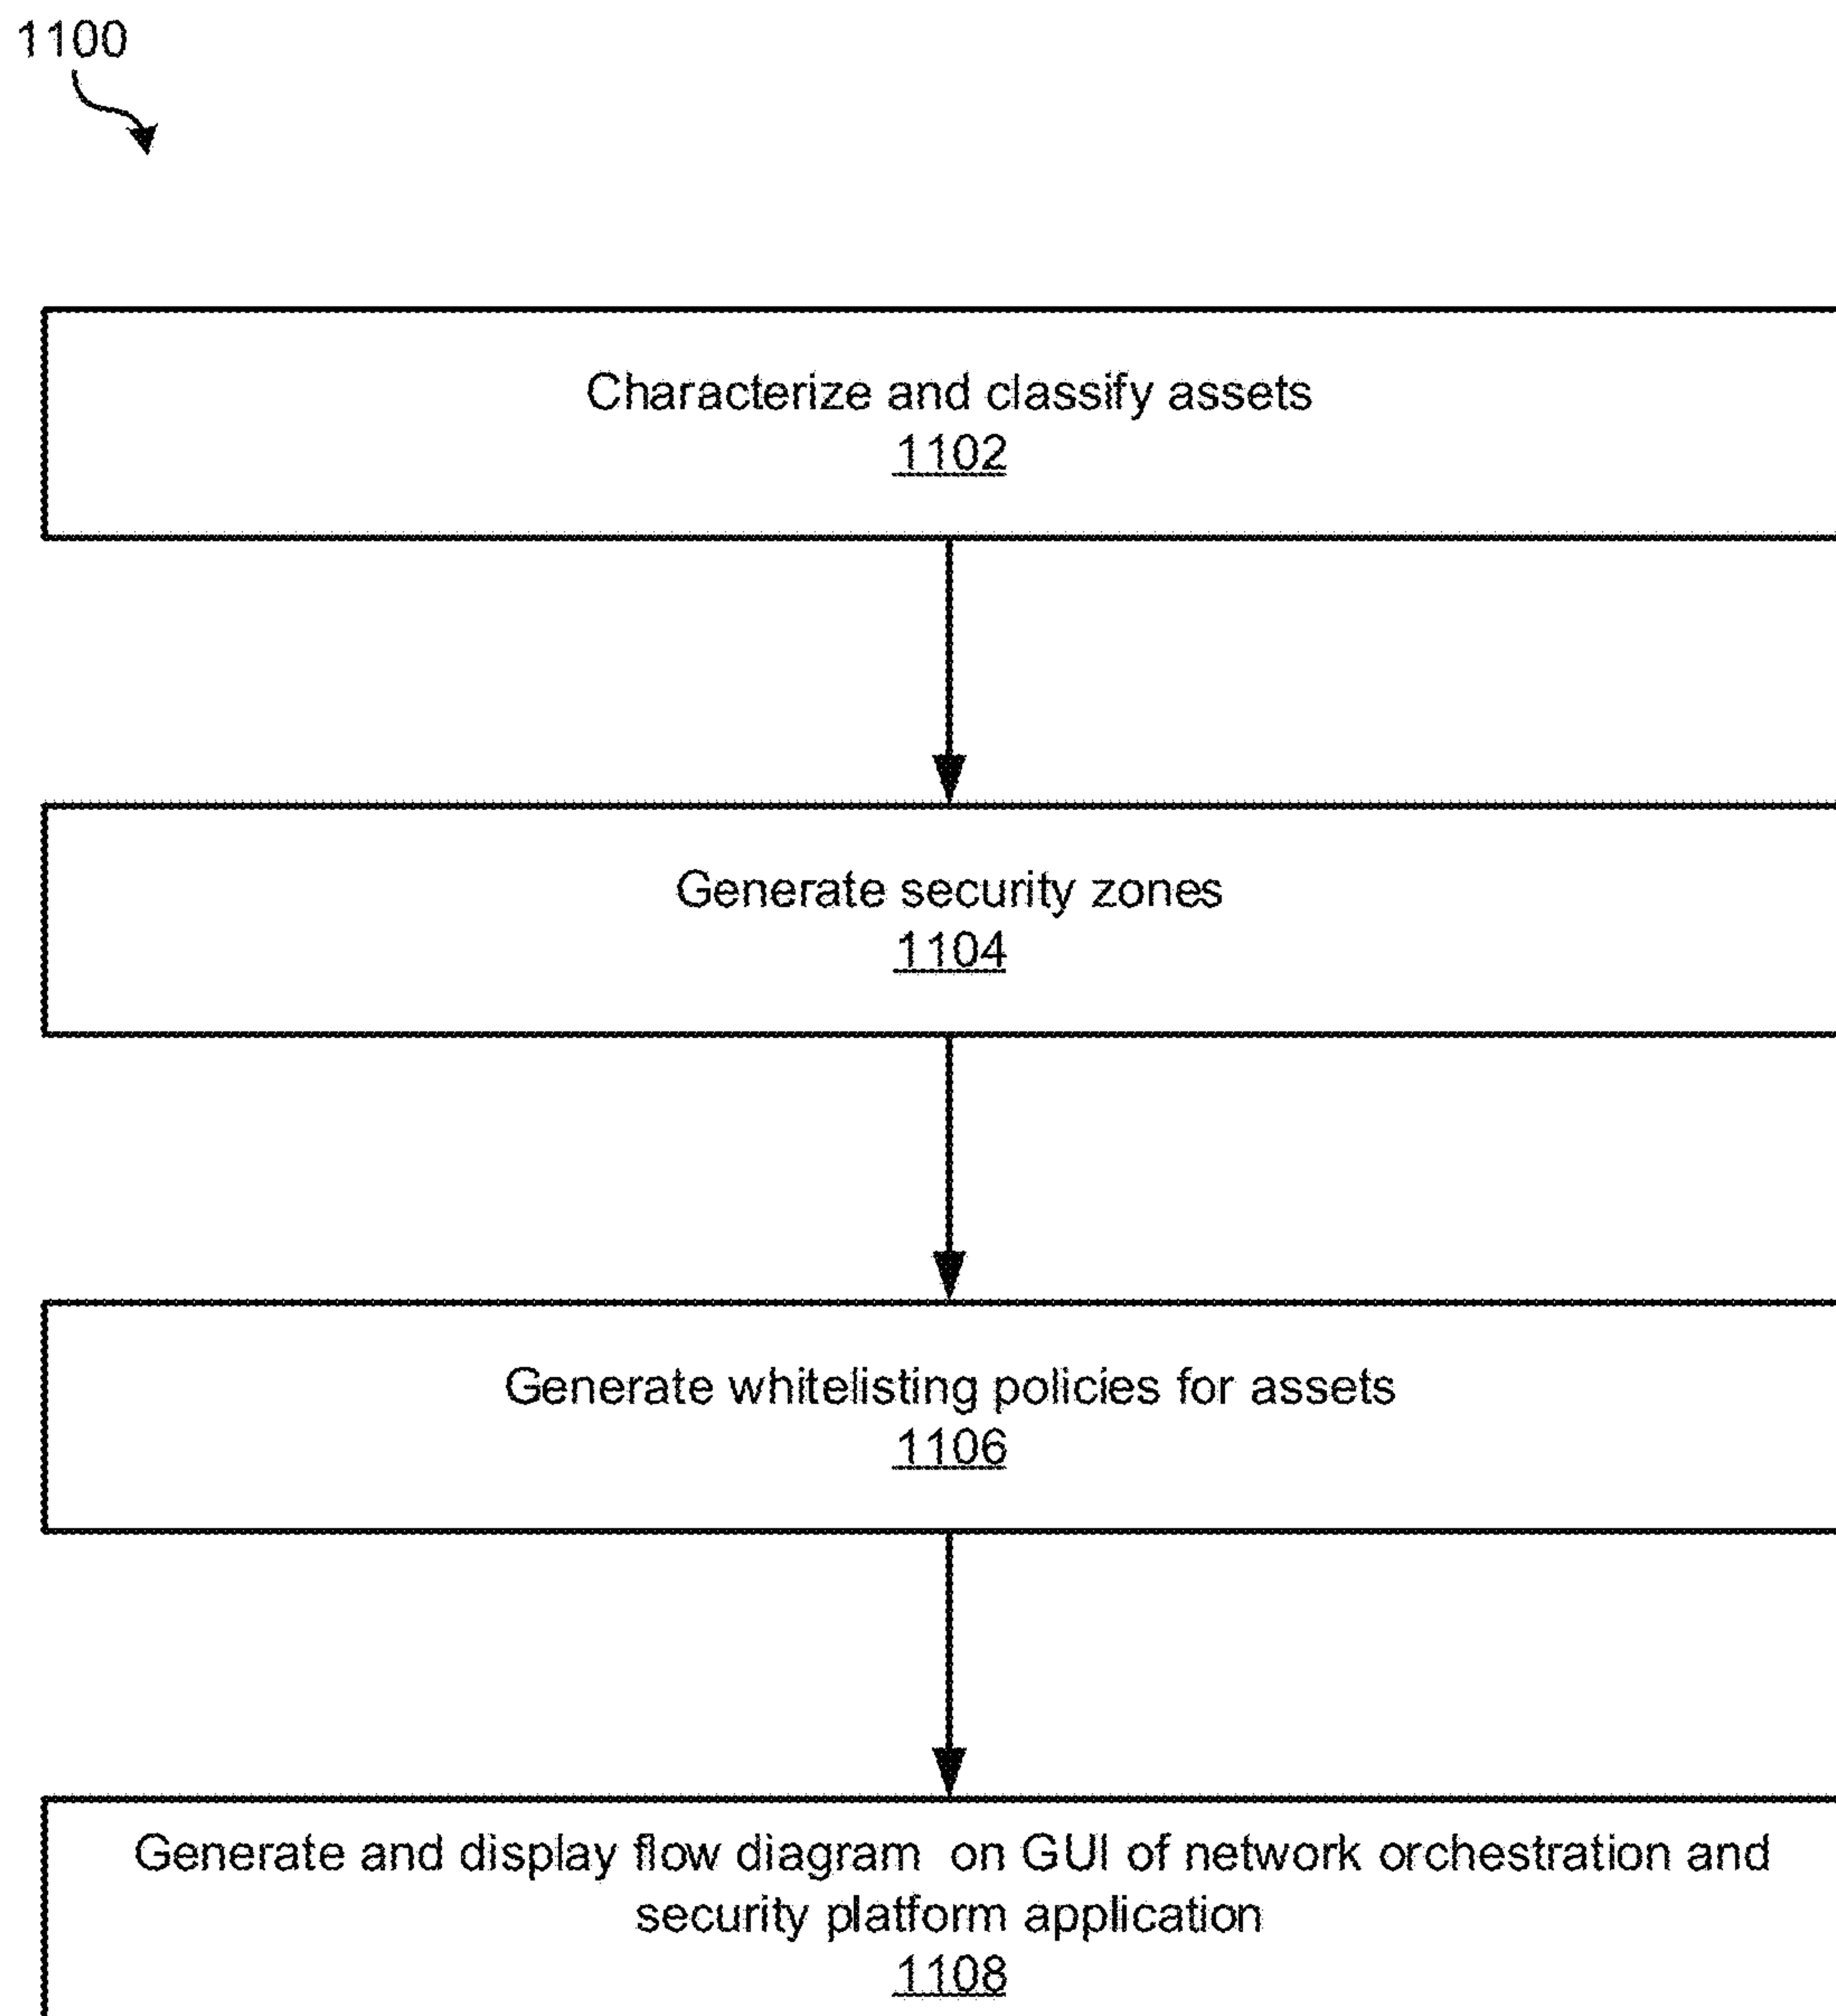 1100
Characterize and classify assets
1102
Generate security zones
1104
Generate whitelisting policies for assets
1106
Generate and display flow diagram on GUI of network orchestration and
security platform application
1108